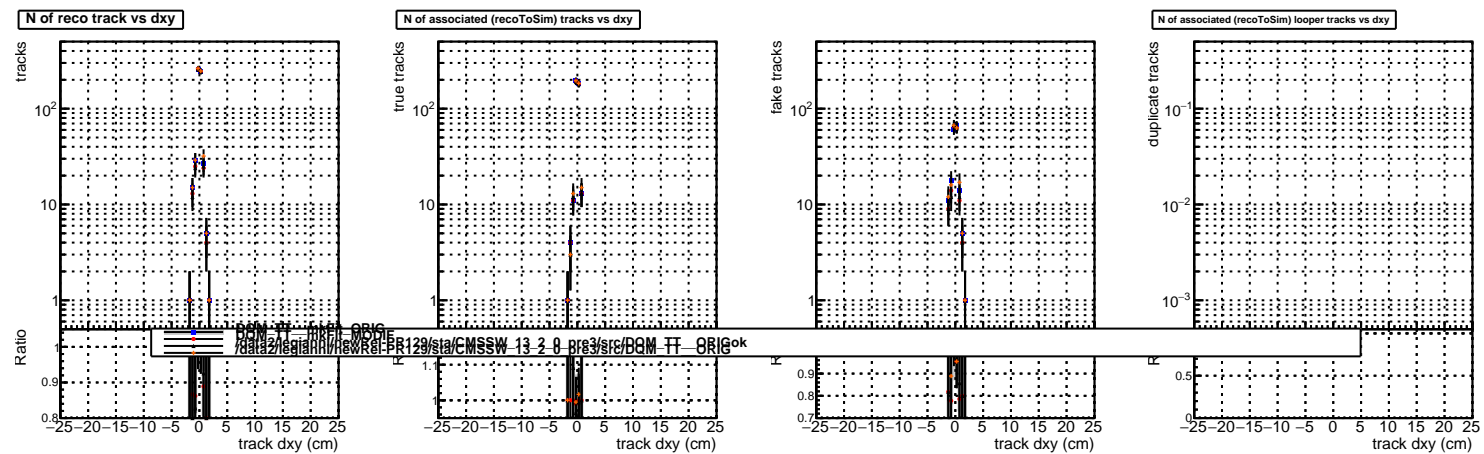 N of reco track vs dxy
N of associated (recoToSim) tracks vs dxy
N of associated (recoToSim) looper tracks vs dxy
tracks
10²
10
1
Ratio
1
0.9
0.8
−25−20−15−10 −5 0 5 10 15 20 25
track dxy (cm)
true tracks
10²
10
1
1.1
1
−25−20−15−10 −5 0 5 10 15 20 25
track dxy (cm)
fake tracks
10²
10
1
0.9
0.8
0.7
−25−20−15−10 −5 0 5 10 15 20 25
track dxy (cm)
duplicate tracks
10⁻¹
10⁻²
10⁻³
0.5
0
−25−20−15−10 −5 0 5 10 15 20 25
track dxy (cm)
/data2/legianni/newRel-PR129/sta/CMSSW_13_2_0_pre3/src/DQM_TT__ORIGok
/data2/legianni/newRel-PR129/sta/CMSSW_13_2_0_pre3/src/DQM_TT__ORIG